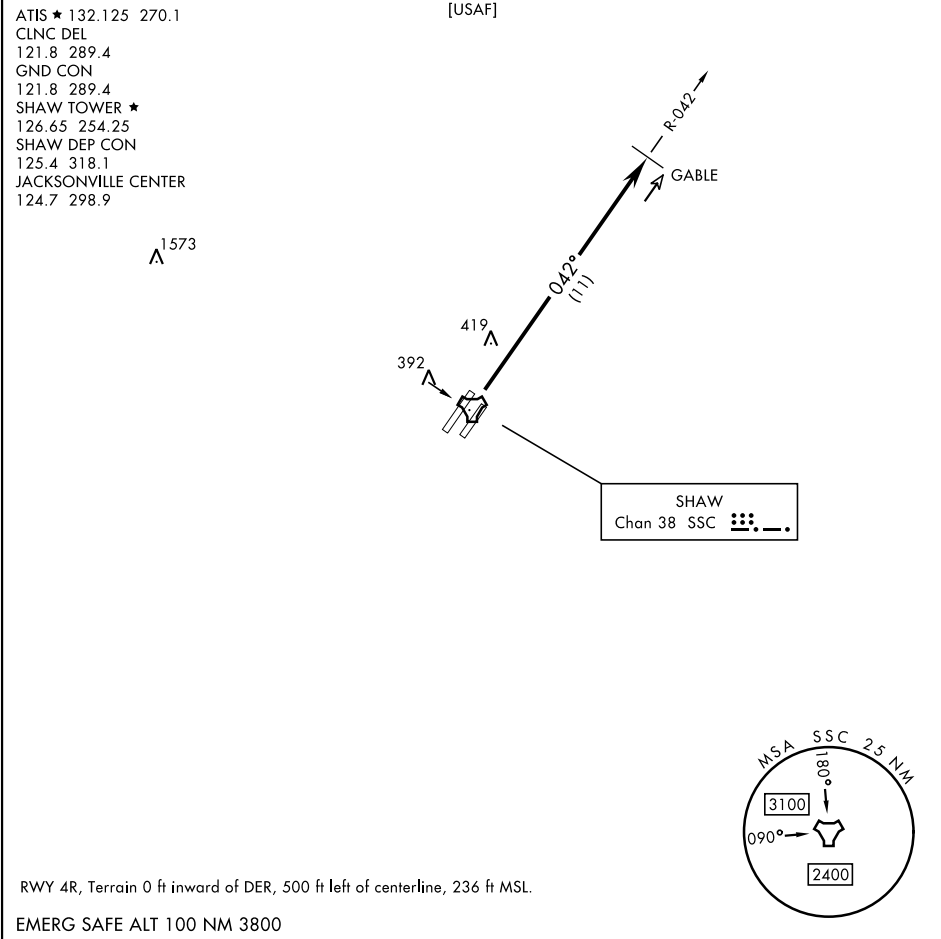 ATIS ★ 132.125 270.1
CLNC DEL
121.8 289.4
GND CON
121.8 289.4
SHAW TOWER ★
126.65 254.25
SHAW DEP CON
125.4 318.1
JACKSONVILLE CENTER
124.7 298.9
[USAF]
R-042
GABLE
1573
042°
(11)
419
392
SHAW
Chan 38 SSC
MSA SSC 25 NM
180°
3100
090°
2400
RWY 4R, Terrain 0 ft inward of DER, 500 ft left of centerline, 236 ft MSL.
EMERG SAFE ALT 100 NM 3800